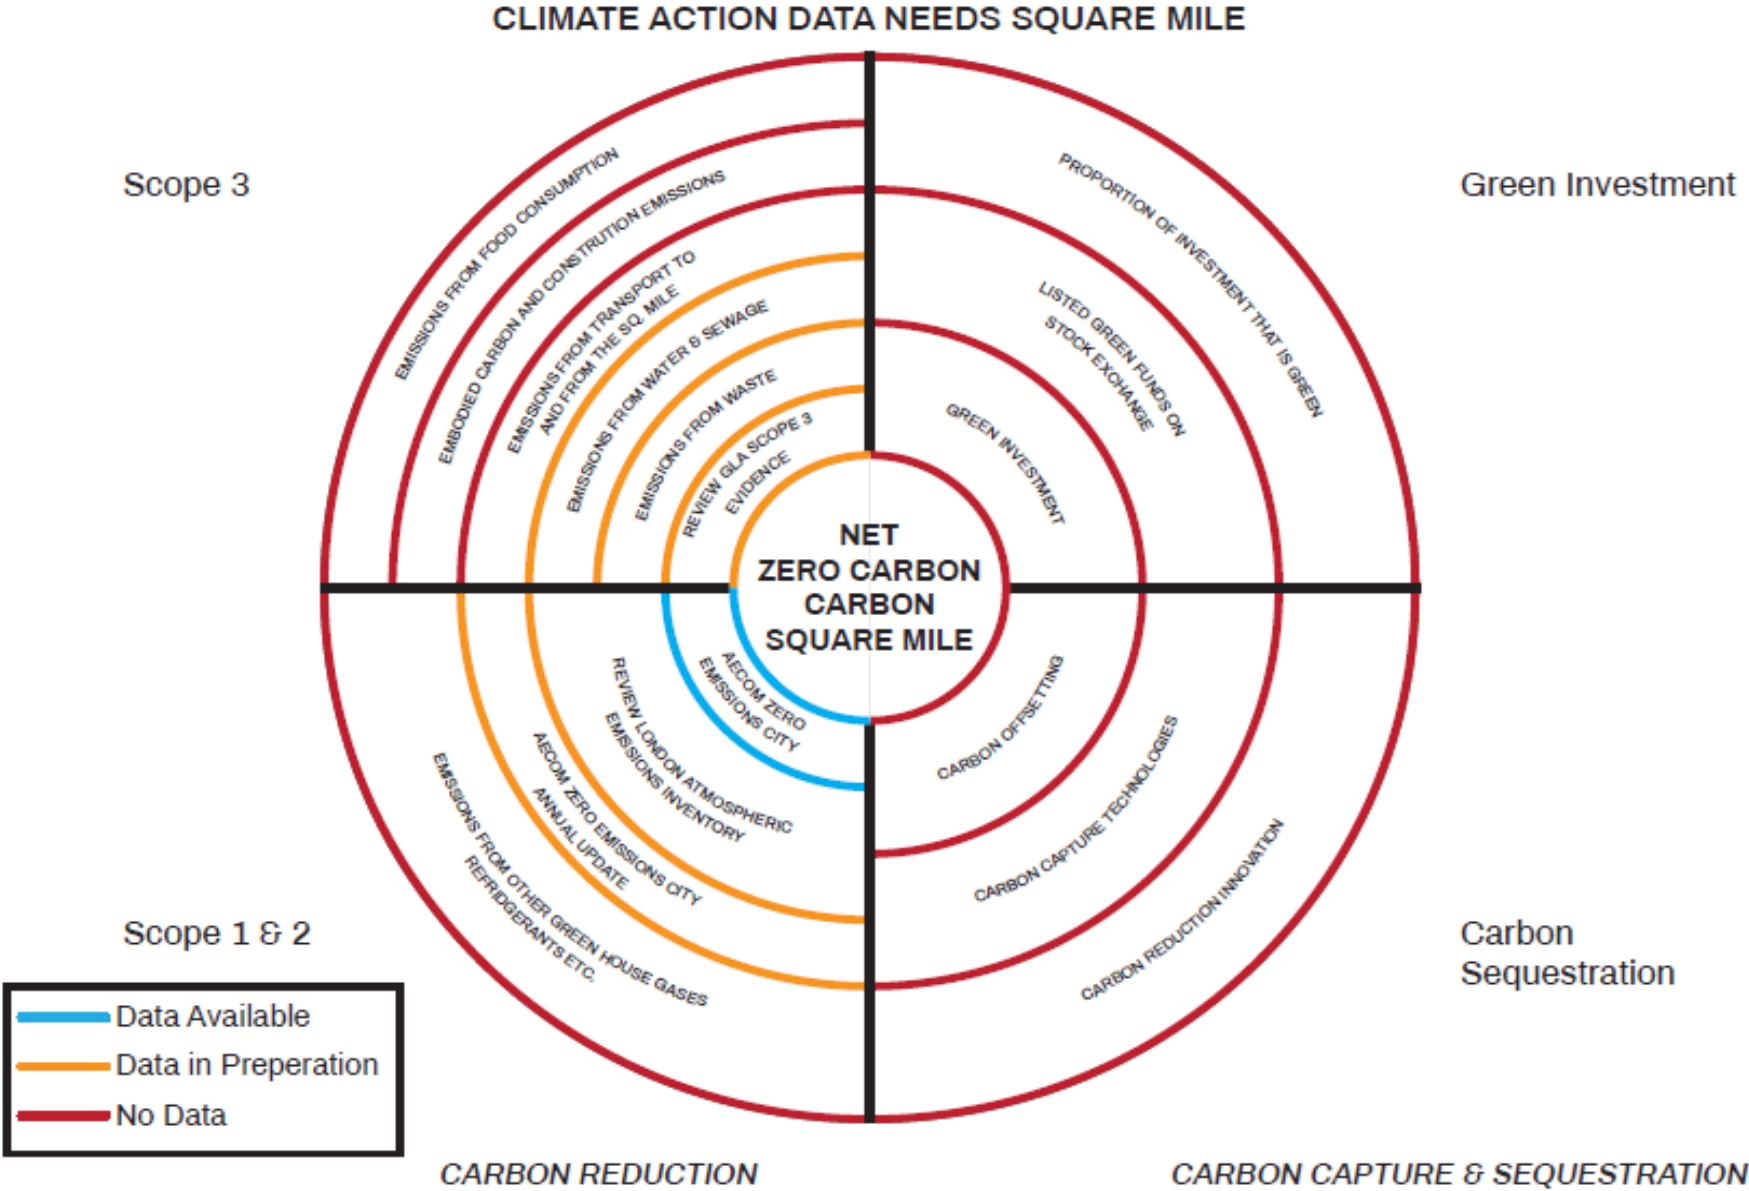 CLIMATE ACTION DATA NEEDS SQUARE MILE
Scope 3
Green Investment
EMISSIONS FROM FOOD CONSUMPTION
EMBODIED CARBON AND CONSTRUTION EMISSIONS
EMISSIONS FROM TRANSPORT TO
AND FROM THE SQ. MILE
EMISSIONS FROM WATER & SEWAGE
EMISSIONS FROM WASTE
REVIEW GLA SCOPE 3
EVIDENCE
PROPORTION OF INVESTMENT THAT IS GREEN
LISTED GREEN FUNDS ON
STOCK EXCHANGE
GREEN INVESTMENT
NET
ZERO CARBON
CARBON
SQUARE MILE
AECOM ZERO
EMISSIONS CITY
REVIEW LONDON ATMOSPHERIC
EMISSIONS INVENTORY
AECOM ZERO EMISSIONS CITY
ANNUAL UPDATE
EMISSIONS FROM OTHER GREEN HOUSE GASES
REFRIDGERANTS ETC.
CARBON OFFSETTING
CARBON CAPTURE TECHNOLOGIES
CARBON REDUCTION INNOVATION
Scope 1 & 2
Carbon
Sequestration
Data Available
Data in Preperation
No Data
CARBON REDUCTION
CARBON CAPTURE & SEQUESTRATION